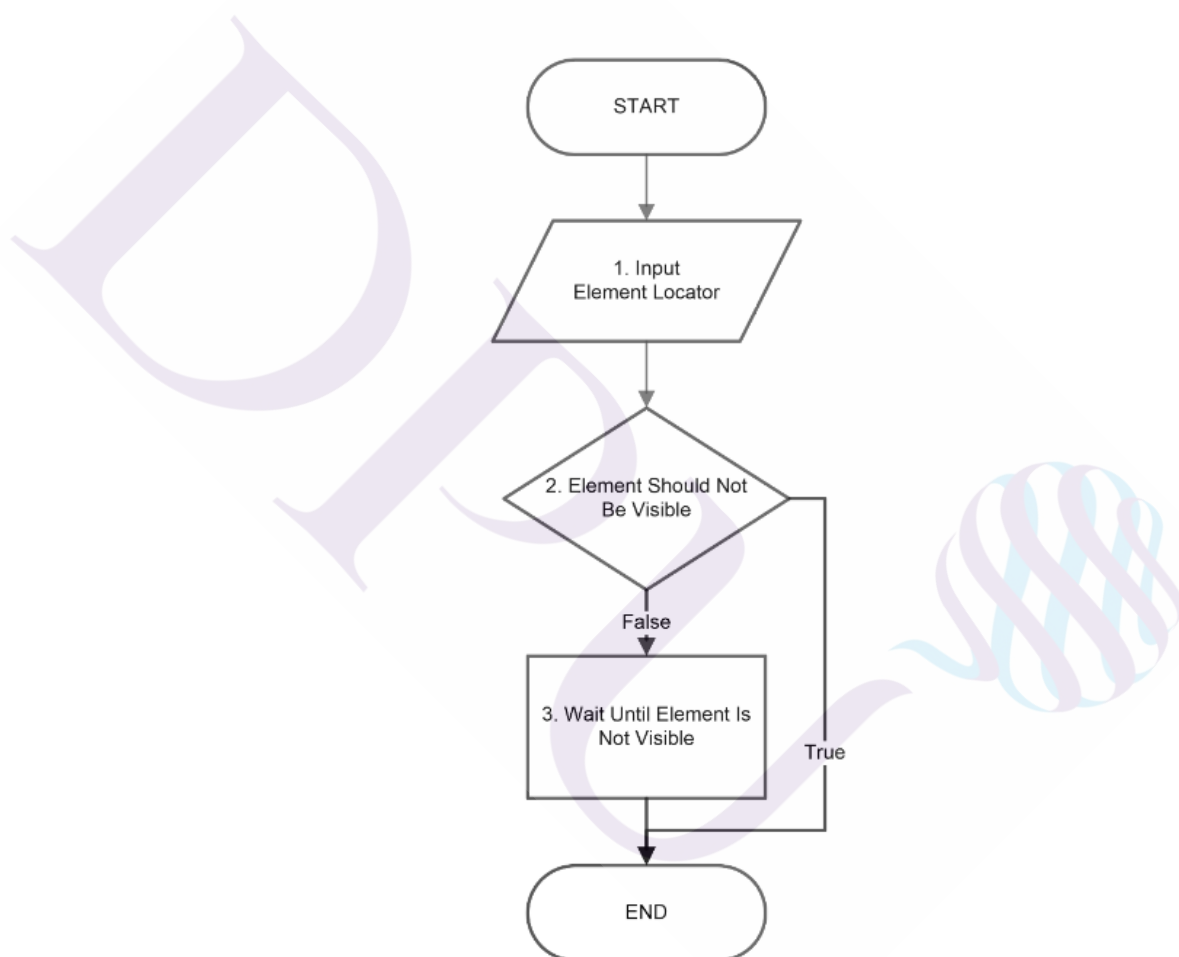 START
1. Input
Element Locator
2. Element Should Not
Be Visible
False
3. Wait Until Element Is
Not Visible
True
END
DPU